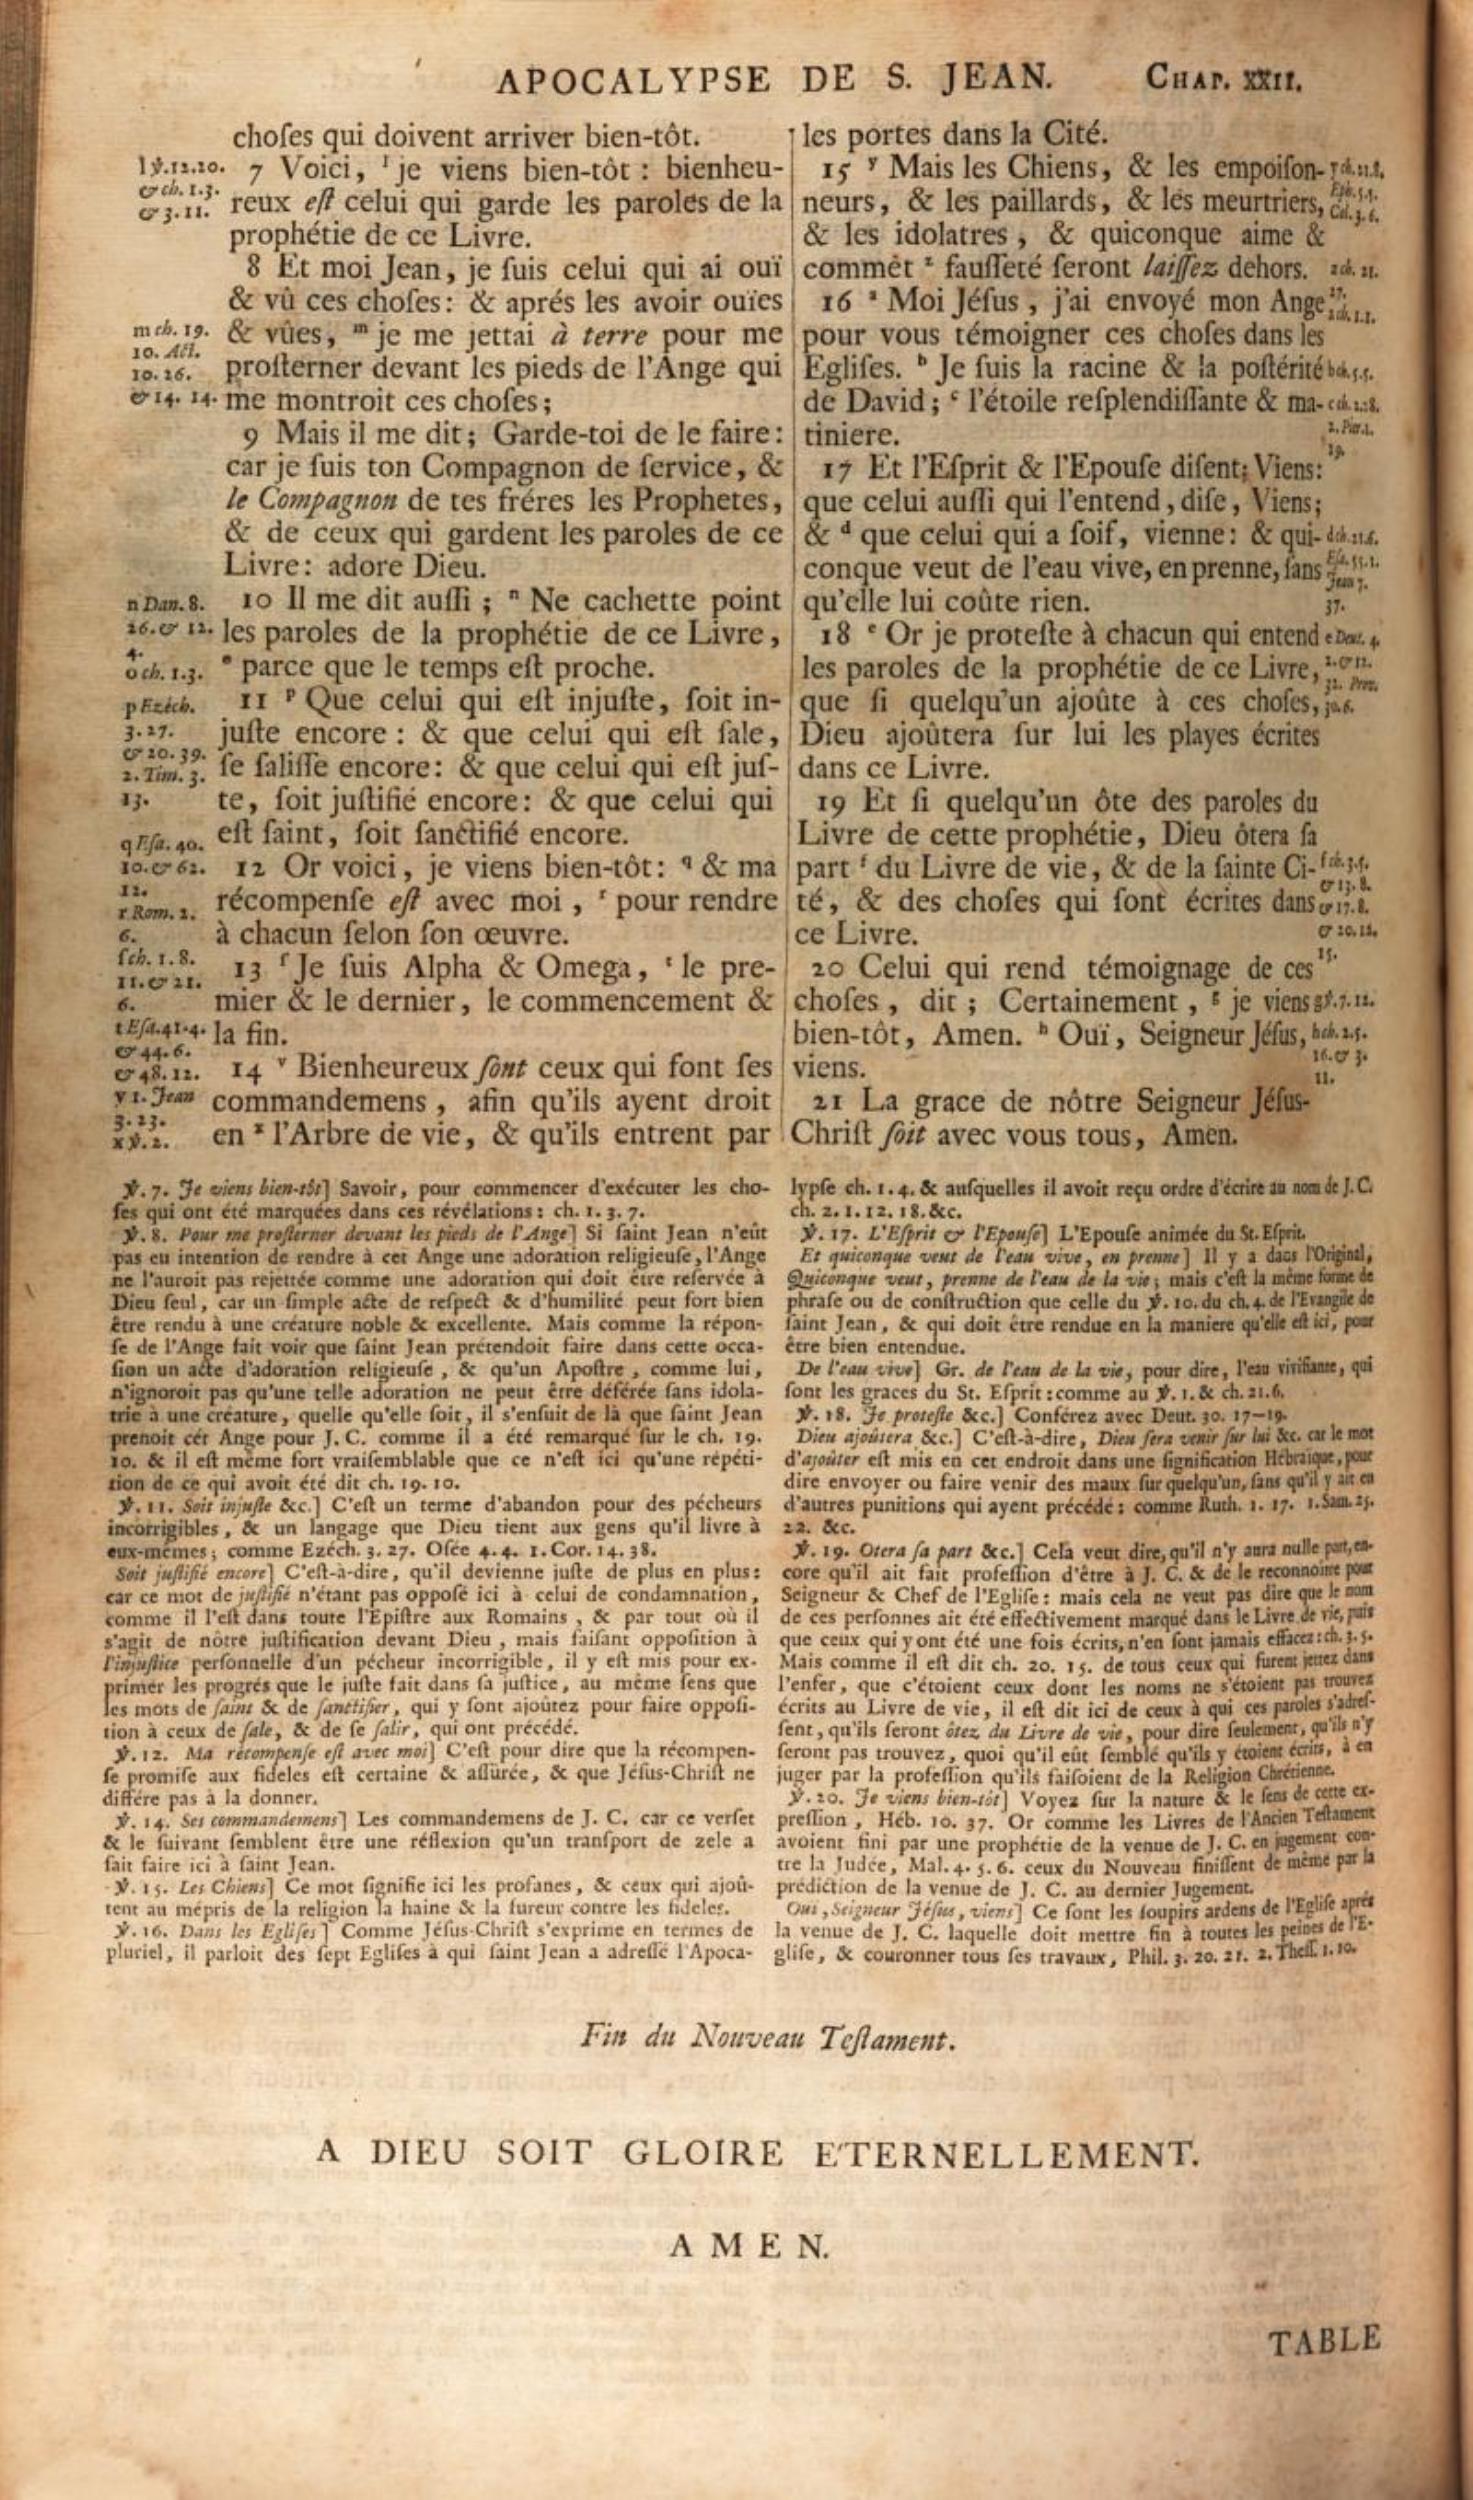 APOCALYPSE DE S. JEAN. CHAP. XXII.
choſes qui doivent arriver bien-tôt.
7 Voici, ˡ je viens bien-tôt : bienheu-
reux eſt celui qui garde les paroles de la
prophétie de ce Livre.
8 Et moi Jean, je ſuis celui qui ai ouï
& vû ces choſes: & aprés les avoir ouïes
& vûes, ᵐ je me jettai à terre pour me
proſterner devant les pieds de l'Ange qui
me montroit ces choſes;
9 Mais il me dit; Garde-toi de le faire:
car je ſuis ton Compagnon de ſervice, &
le Compagnon de tes fréres les Prophetes,
& de ceux qui gardent les paroles de ce
Livre: adore Dieu.
10 Il me dit auſſi ; ⁿ Ne cachette point
les paroles de la prophétie de ce Livre,
ᵒ parce que le temps eſt proche.
11 ᵖ Que celui qui eſt injuſte, ſoit in-
juſte encore : & que celui qui eſt ſale,
ſe ſaliſſe encore: & que celui qui eſt juſ-
te, ſoit juſtifié encore: & que celui qui
eſt ſaint, ſoit ſanctifié encore.
12 Or voici, je viens bien-tôt: q & ma
récompenſe eſt avec moi , ʳ pour rendre
à chacun ſelon ſon œuvre.
13 ſ Je ſuis Alpha & Omega, ᵗ le pre-
mier & le dernier, le commencement &
la fin.
14 ᵛ Bienheureux ſont ceux qui font ſes
commandemens , afin qu'ils ayent droit
en ˣ l'Arbre de vie, & qu'ils entrent par
l ℣.12.20.
& ch. 1.3.
& 3.11.
m ch. 19.
10. Act.
10. 26.
& 14. 14.
n Dan. 8.
26. & 12.
4.
o ch. 1.3.
p Ezéch.
3.27.
& 20. 39.
2. Tim. 3.
13.
q Eſa. 40.
10. & 62.
12.
r Rom. 2.
6.
ſ ch. 1. 8.
11. & 21.
6.
t Eſa.41.4.
& 44.6.
& 48. 12.
v 1. Jean
3. 23.
x ℣. 2.
les portes dans la Cité.
15 ʸ Mais les Chiens, & les empoiſon-
neurs, & les paillards, & les meurtriers,
& les idolatres , & quiconque aime &
commét ᶻ fauſſeté ſeront laiſſez dehors.
16 ᵃ Moi Jéſus , j'ai envoyé mon Ange
pour vous témoigner ces choſes dans les
Egliſes. ᵇ Je ſuis la racine & la poſtérité
de David ; ᶜ l'étoile reſplendiſſante & ma-
tiniere.
17 Et l'Eſprit & l'Epouſe diſent; Viens:
que celui auſſi qui l'entend, diſe, Viens;
& ᵈ que celui qui a ſoif, vienne: & qui-
conque veut de l'eau vive, en prenne, ſans
qu'elle lui coûte rien.
18 ᵉ Or je proteſte à chacun qui entend
les paroles de la prophétie de ce Livre,
que ſi quelqu'un ajoûte à ces choſes,
Dieu ajoûtera ſur lui les playes écrites
dans ce Livre.
19 Et ſi quelqu'un ôte des paroles du
Livre de cette prophétie, Dieu ôtera ſa
part ᶠ du Livre de vie, & de la ſainte Ci-
té, & des choſes qui ſont écrites dans
ce Livre.
20 Celui qui rend témoignage de ces
choſes , dit ; Certainement , ᵍ je viens
bien-tôt, Amen. ʰ Ouï, Seigneur Jéſus,
viens.
21 La grace de nôtre Seigneur Jéſus-
Chriſt ſoit avec vous tous, Amen.
y ch. 21.8.
Col. 3. 6.
z ch. 21.
27.
a ch. 1.1.
b ch. 5.5.
c ch. 2.28.
2. Pier.1.
19.
d ch. 21.6.
Eſa. 55.1.
Jean 7.
37.
e Deut. 4.
2. & 12.
32. Prov.
30.6.
f ch. 3.5.
& 13. 8.
& 17.8.
& 20.12.
15.
g ℣. 7. 12.
h ch. 2.5.
16. & 3.
11.
℣. 7. Je viens bien-tôt] Savoir, pour commencer d'exécuter les cho-
ſes qui ont été marquées dans ces révélations: ch. 1. 3. 7.
℣. 8. Pour me proſterner devant les pieds de l'Ange] Si ſaint Jean n'eût
pas eu intention de rendre à cet Ange une adoration religieuſe, l'Ange
ne l'auroit pas rejettée comme une adoration qui doit être reſervée à
Dieu ſeul, car un ſimple acte de reſpect & d'humilité peut fort bien
être rendu à une créature noble & excellente. Mais comme la répon-
ſe de l'Ange fait voir que ſaint Jean prétendoit faire dans cette occa-
ſion un acte d'adoration religieuſe , & qu'un Apoſtre , comme lui,
n'ignoroit pas qu'une telle adoration ne peut être déférée ſans idola-
trie à une créature, quelle qu'elle ſoit, il s'enſuit de là que ſaint Jean
prenoit cét Ange pour J. C. comme il a été remarqué ſur le ch. 19.
10. & il eſt même fort vraiſemblable que ce n'eſt ici qu'une répéti-
tion de ce qui avoit été dit ch. 19. 10.
℣. 11. Soit injuſte &c.] C'eſt un terme d'abandon pour des pécheurs
incorrigibles, & un langage que Dieu tient aux gens qu'il livre à
eux-mêmes; comme Ezéch. 3. 27. Oſée 4. 4. 1. Cor. 14. 38.
Soit juſtifié encore] C'eſt-à-dire, qu'il devienne juſte de plus en plus:
car ce mot de juſtifié n'étant pas oppoſé ici à celui de condamnation,
comme il l'eſt dans toute l'Epiſtre aux Romains , & par tout où il
s'agit de nôtre juſtification devant Dieu , mais faiſant oppoſition à
l'injuſtice perſonnelle d'un pécheur incorrigible, il y eſt mis pour ex-
primer les progrés que le juſte fait dans ſa juſtice, au même ſens que
les mots de ſaint & de ſanctifier, qui y ſont ajoûtez pour faire oppoſi-
tion à ceux de ſale, & de ſe ſalir, qui ont précédé.
℣. 12. Ma récompenſe eſt avec moi] C'eſt pour dire que la récompen-
ſe promiſe aux fideles eſt certaine & aſſûrée, & que Jéſus-Chriſt ne
différe pas à la donner.
℣. 14. Ses commandemens] Les commandemens de J. C. car ce verſet
& le ſuivant ſemblent être une réflexion qu'un tranſport de zele a
fait faire ici à ſaint Jean.
℣. 15. Les Chiens] Ce mot ſignifie ici les profanes, & ceux qui ajoû-
tent au mépris de la religion la haine & la fureur contre les fideles.
℣. 16. Dans les Egliſes] Comme Jéſus-Chriſt s'exprime en termes de
pluriel, il parloit des ſept Egliſes à qui ſaint Jean a adreſſé l'Apoca-
lypſe ch. 1. 4. & auſquelles il avoit reçu ordre d'écrire au nom de J. C.
ch. 2. 1. 12. 18. &c.
℣. 17. L'Eſprit & l'Epouſe] L'Epouſe animée du St. Eſprit.
Et quiconque veut de l'eau vive, en prenne] Il y a dans l'Original,
Quiconque veut, prenne de l'eau de la vie; mais c'eſt la même forme de
phraſe ou de conſtruction que celle du ℣. 10. du ch. 4. de l'Evangile de
ſaint Jean, & qui doit être rendue en la maniere qu'elle eſt ici, pour
être bien entendue.
De l'eau vive] Gr. de l'eau de la vie, pour dire, l'eau vivifiante, qui
ſont les graces du St. Eſprit : comme au ℣. 1. & ch. 21. 6.
℣. 18. Je proteſte &c.] Conférez avec Deut. 30. 17-19.
Dieu ajoûtera &c.] C'eſt-à-dire, Dieu fera venir ſur lui &c. car le mot
d'ajoûter eſt mis en cet endroit dans une ſignification Hébraïque, pour
dire envoyer ou faire venir des maux ſur quelqu'un, ſans qu'il y ait eu
d'autres punitions qui ayent précédé: comme Ruth. 1. 17. 1. Sam. 25.
22. &c.
℣. 19. Otera ſa part &c.] Cela veut dire, qu'il n'y aura nulle part, en-
core qu'il ait fait profeſſion d'être à J. C. & de le reconnoître pour
Seigneur & Chef de l'Egliſe: mais cela ne veut pas dire que le nom
de ces perſonnes ait été effectivement marqué dans le Livre de vie, puis
que ceux qui y ont été une fois écrits, n'en ſont jamais effacez: ch. 3. 5.
Mais comme il eſt dit ch. 20. 15. de tous ceux qui furent jettez dans
l'enfer, que c'étoient ceux dont les noms ne s'étoient pas trouvez
écrits au Livre de vie, il eſt dit ici de ceux à qui ces paroles s'adreſ-
ſent, qu'ils ſeront ôtez du Livre de vie, pour dire ſeulement, qu'ils n'y
ſeront pas trouvez, quoi qu'il eût ſemblé qu'ils y étoient écrits, à en
juger par la profeſſion qu'ils faiſoient de la Religion Chrétienne.
℣. 20. Je viens bien-tôt] Voyez ſur la nature & le ſens de cette ex-
preſſion , Héb. 10. 37. Or comme les Livres de l'Ancien Teſtament
avoient fini par une prophétie de la venue de J. C. en jugement con-
tre la Judée, Mal. 4. 5. 6. ceux du Nouveau finiſſent de même par la
prédiction de la venue de J. C. au dernier Jugement.
Oui, Seigneur Jéſus, viens] Ce ſont les ſoupirs ardens de l'Egliſe aprés
la venue de J. C. laquelle doit mettre fin à toutes les peines de l'E-
gliſe, & couronner tous ſes travaux, Phil. 3. 20. 21. 2. Theſſ. 1. 10.
Fin du Nouveau Teſtament.
A DIEU SOIT GLOIRE E'TERNELLEMENT.
AMEN.
TABLE